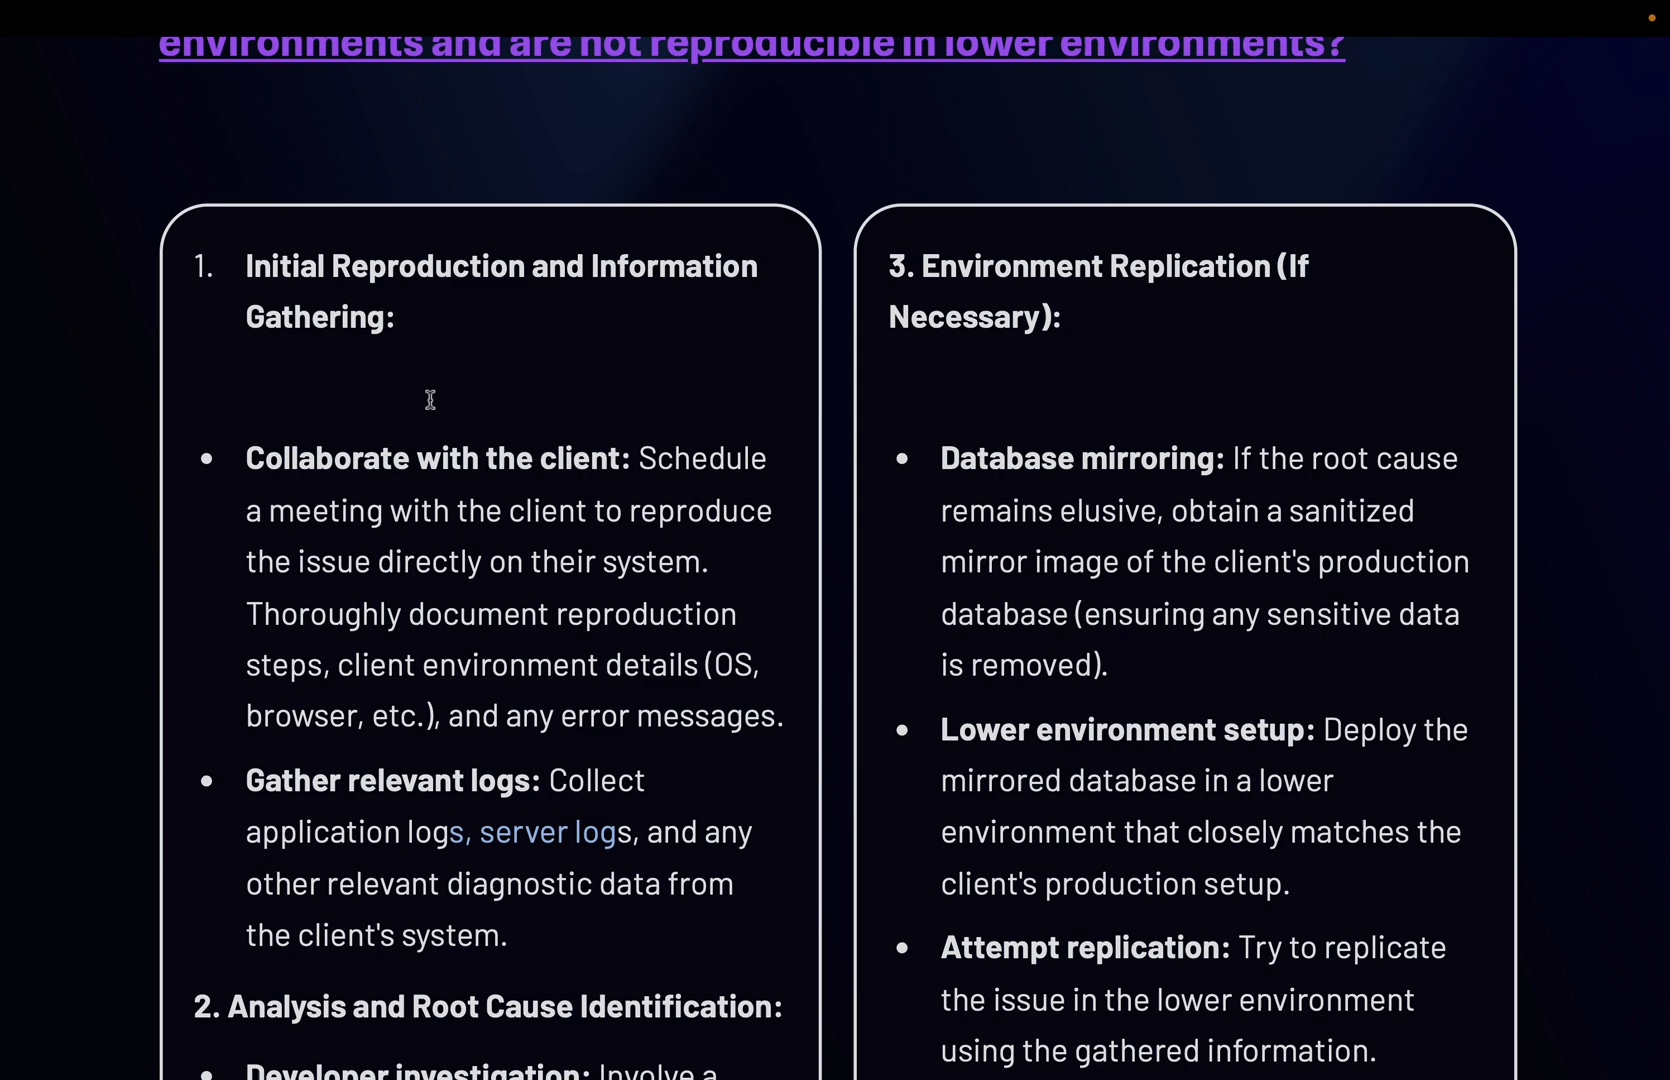 environments and are not reproducible in lower environments?
1. Initial Reproduction and Information
Gathering:
• Collaborate with the client: Schedule
a meeting with the client to reproduce
the issue directly on their system.
Thoroughly document reproduction
steps, client environment details (OS,
browser, etc.), and any error messages.
• Gather relevant logs: Collect
application logs, server logs, and any
other relevant diagnostic data from
the client's system.
2. Analysis and Root Cause Identification:
• Developer investigation: Involve a
3. Environment Replication (If
Necessary):
• Database mirroring: If the root cause
remains elusive, obtain a sanitized
mirror image of the client's production
database (ensuring any sensitive data
is removed).
• Lower environment setup: Deploy the
mirrored database in a lower
environment that closely matches the
client's production setup.
• Attempt replication: Try to replicate
the issue in the lower environment
using the gathered information.